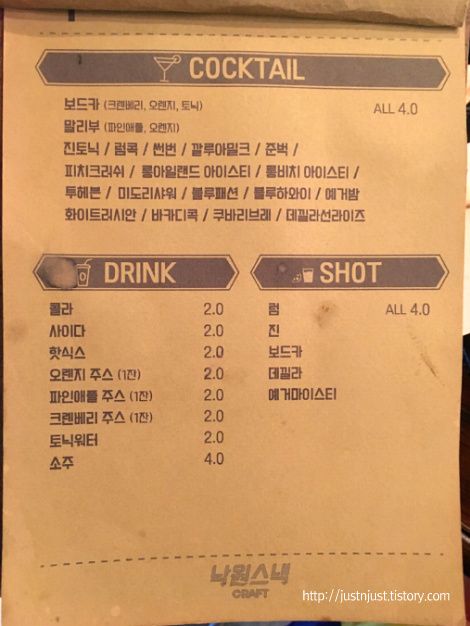 COCKTAIL
보드카 (크렌베리, 오렌지, 토닉) ALL 4.0
말리부 (파인애플, 오렌지)
진토닉 / 럼콕 / 썬번 / 깔루아밀크 / 준벅 /
피치크러쉬 / 롱아일랜드 아이스티 / 롱비치 아이스티 /
투헤븐 / 미도리샤워 / 블루패션 / 블루하와이 / 예거밤
화이트러시안 / 바카디콕 / 쿠바리브레 / 데낄라선라이즈
DRINK
콜라 2.0
사이다 2.0
핫식스 2.0
오렌지 주스 (1잔) 2.0
파인애플 주스 (1잔) 2.0
크렌베리 주스 (1잔) 2.0
토닉워터 2.0
소주 4.0
SHOT
럼 ALL 4.0
진
보드카
데낄라
예거마이스터
낙원스낵
CRAFT
http://justnjust.tistory.com